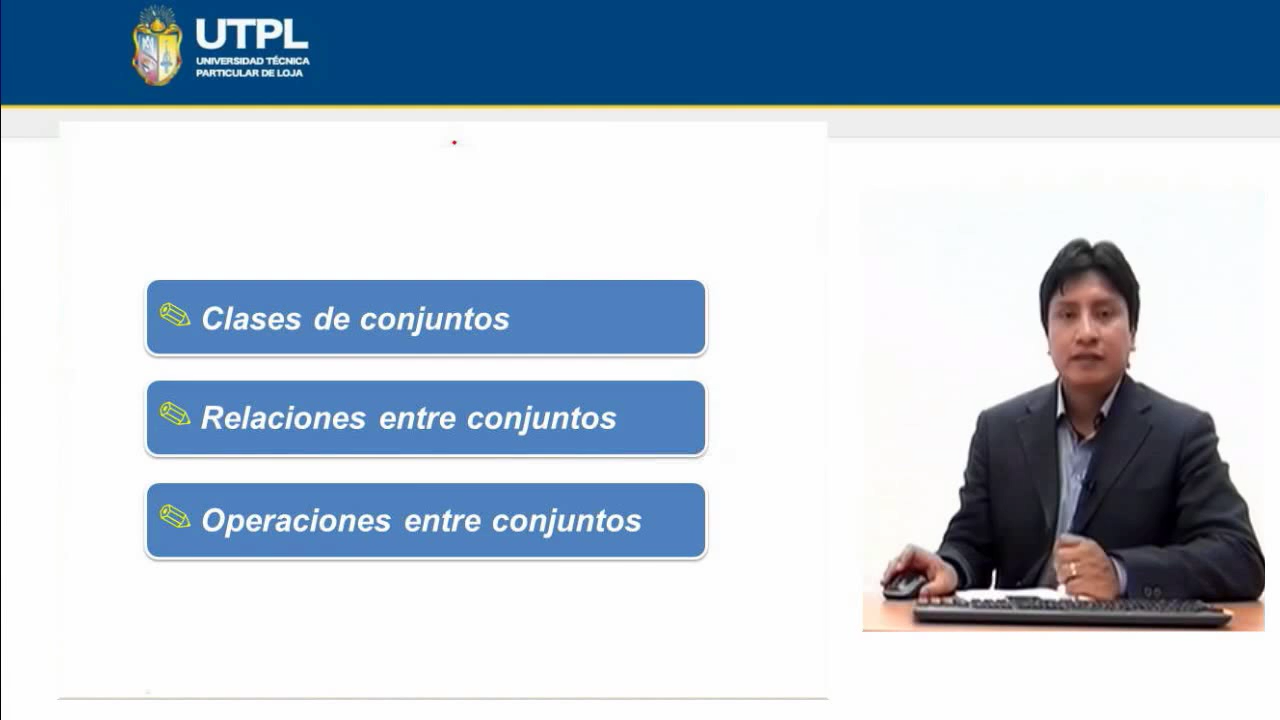 UTPL
UNIVERSIDAD TÉCNICA
PARTICULAR DE LOJA
Clases de conjuntos
Relaciones entre conjuntos
Operaciones entre conjuntos